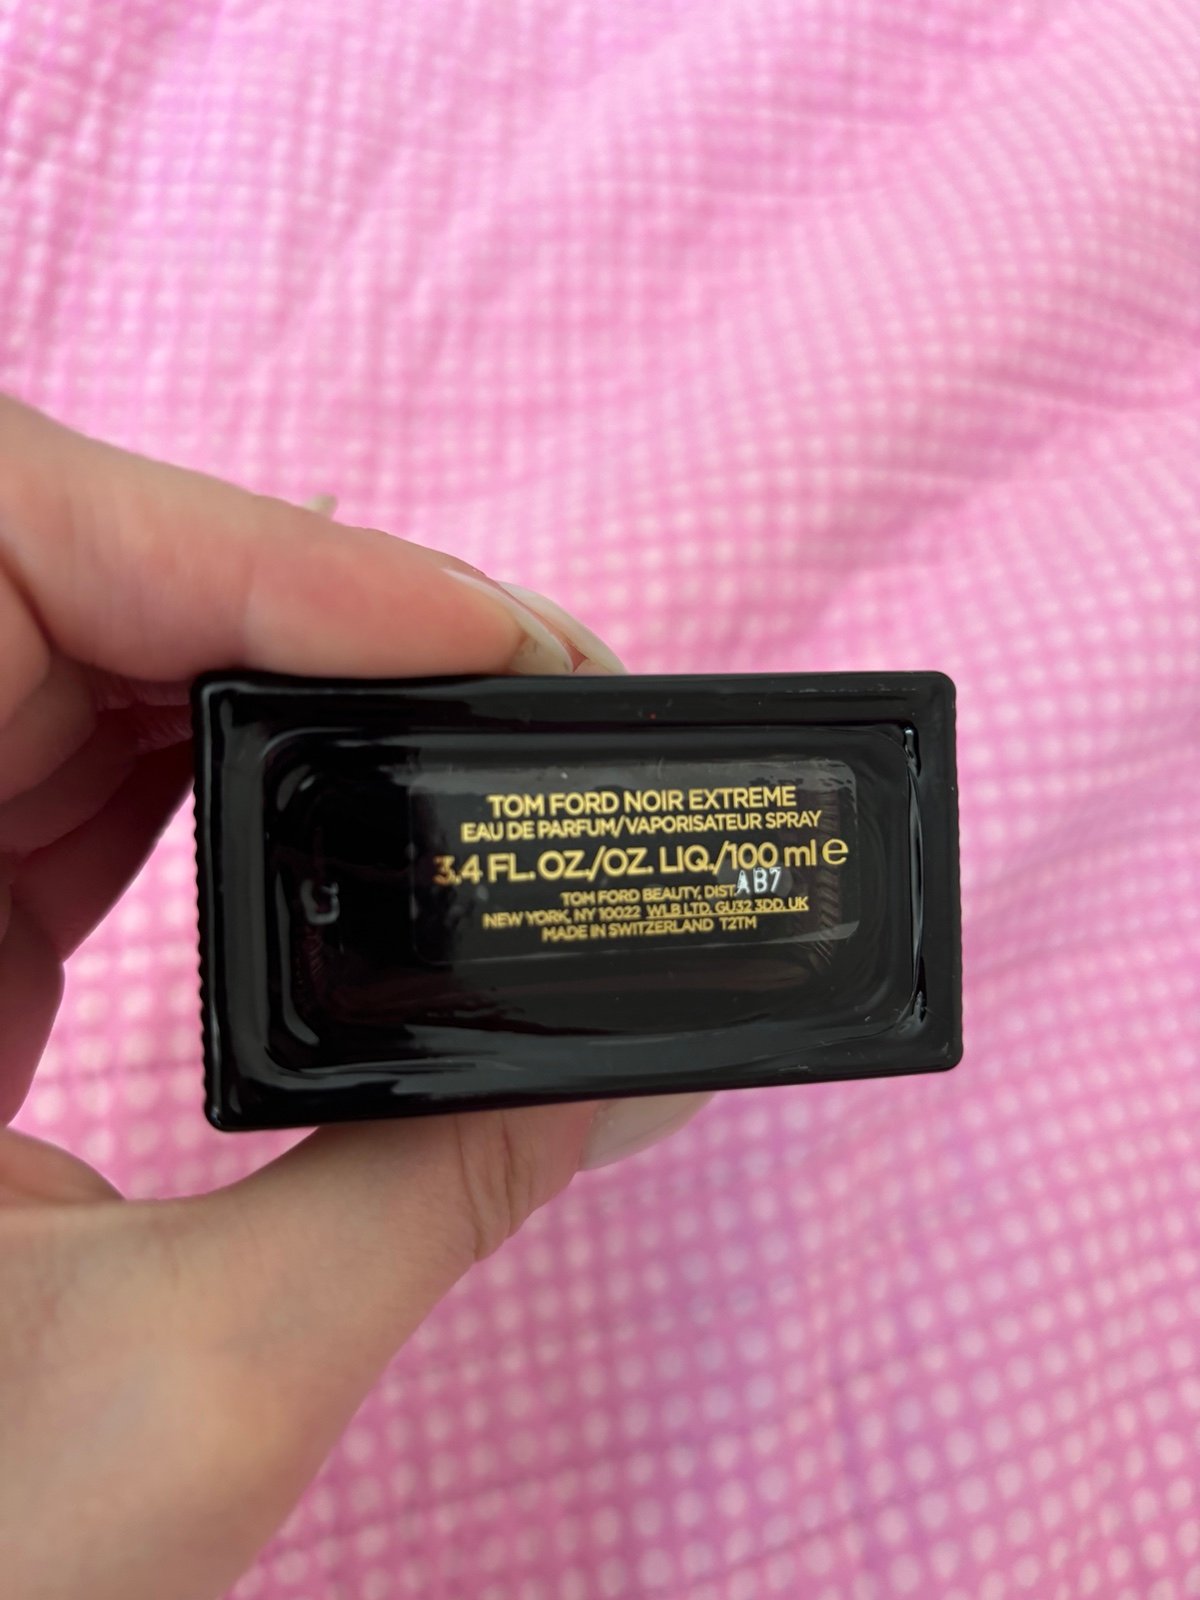 TOM FORD NOIR EXTREME
EAU DE PARFUM/VAPORISATEUR SPRAY
3.4 FL. OZ./OZ. LIQ./100 ml e
TOM FORD BEAUTY, DIST.
AB7
NEW YORK, NY 10022 WLB LTD. GU32 3DD. UK
MADE IN SWITZERLAND T2TM